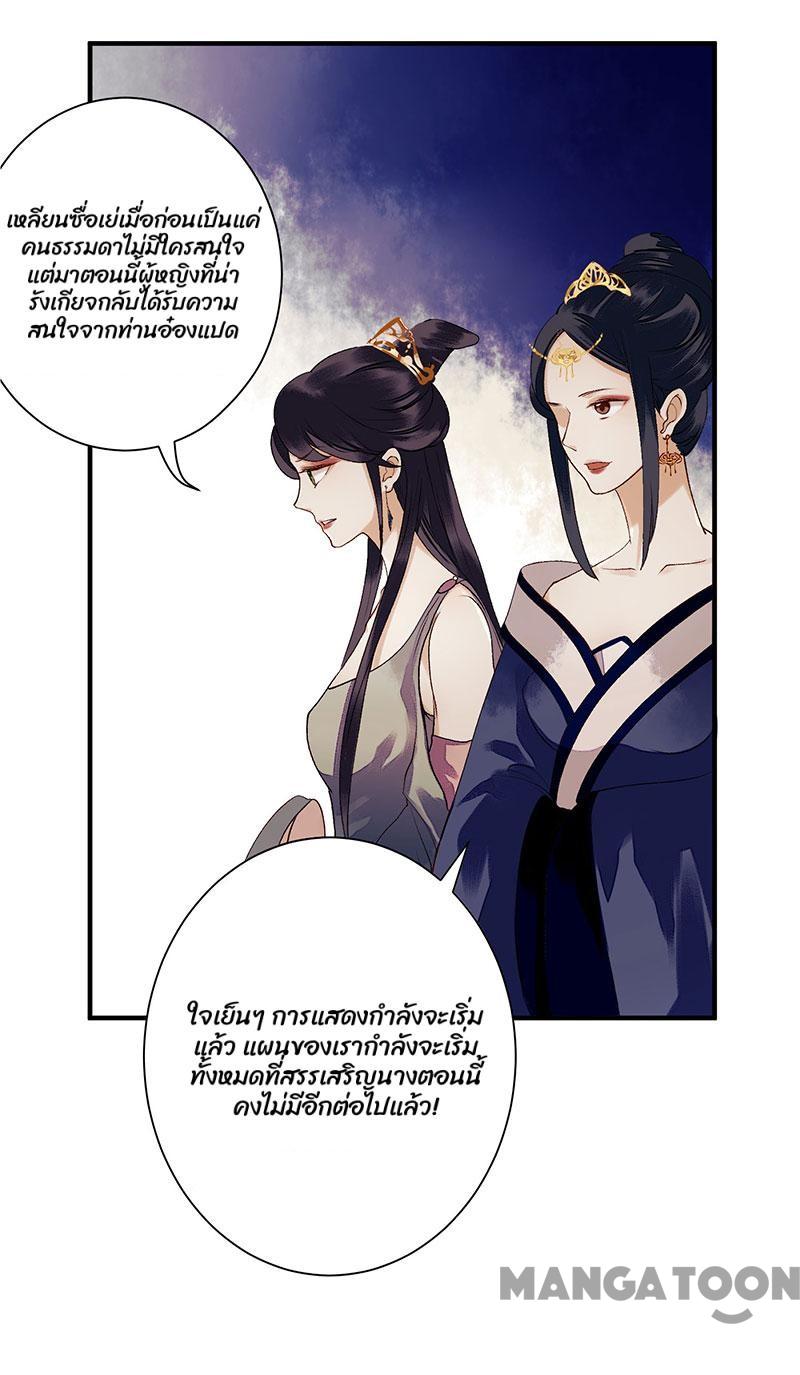 เหลียนซื่อเย่เมื่อก่อนเป็นแค่
คนธรรมดาไม่มีใครสนใจ
แต่มาตอนนี้ผู้หญิงที่น่า
รังเกียจกลับได้รับความ
สนใจจากท่านอ๋องแปด
ใจเย็นๆ การแสดงกำลังจะเริ่ม
แล้ว แผนของเรากำลังจะเริ่ม
ทั้งหมดที่สรรเสริญนางตอนนี้
คงไม่มีอีกต่อไปแล้ว!
MANGATOON